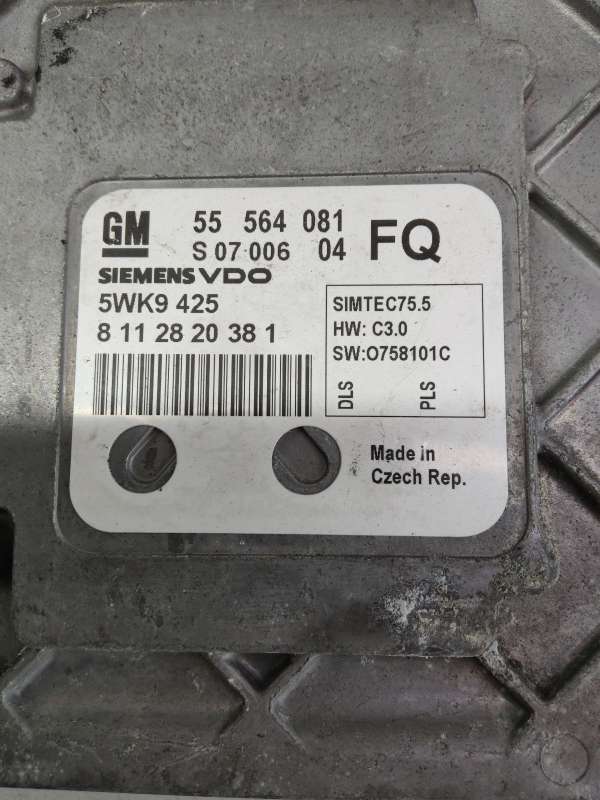 GM 55 564 081 FQ
S 07 006 04
SIEMENS VDO
5WK9 425
8 11 28 20 38 1
SIMTEC75.5
HW: C3.0
SW:O758101C
DLS PLS
Made in
Czech Rep.